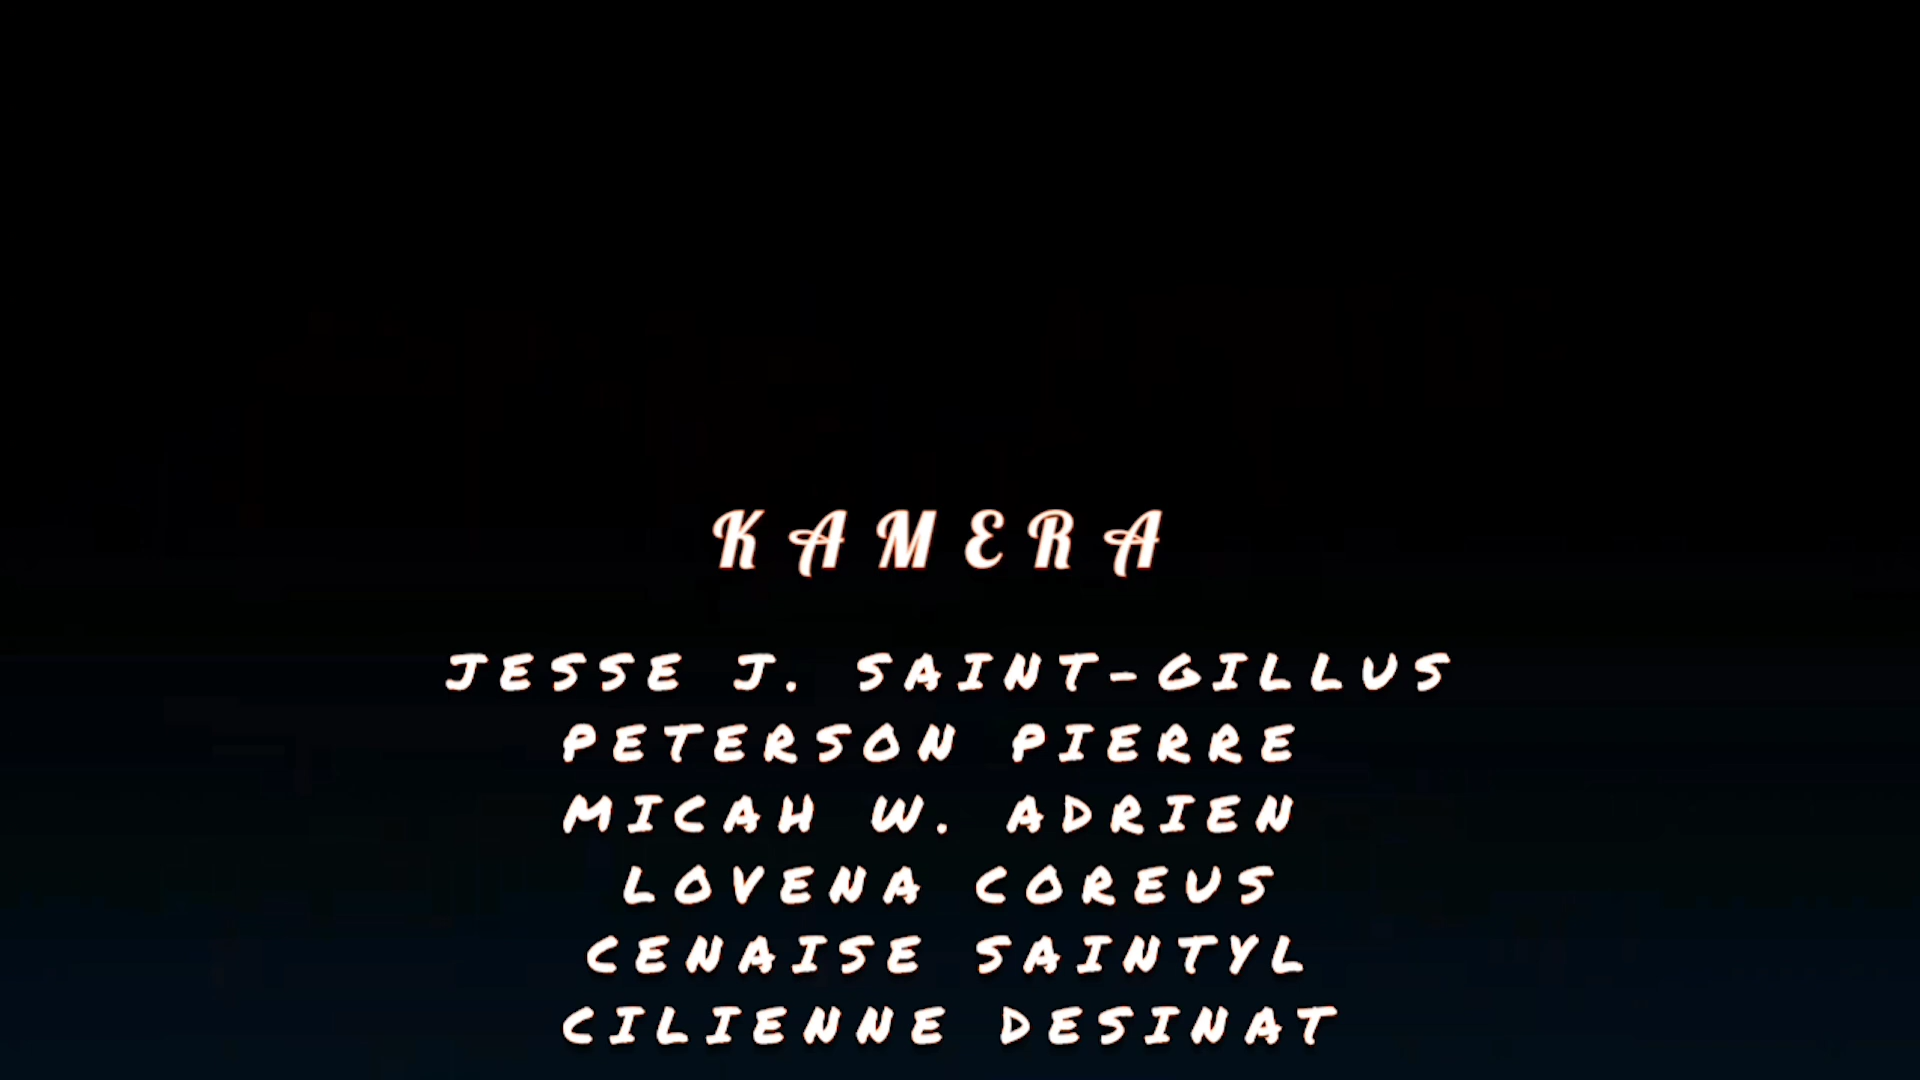 KAMERA
JESSE J. SAINT-GILLUS
PETERSON PIERRE
MICAH W. ADRIEN
LOVENA COREUS
CENAISE SAINTYL
CILIENNE DESINAT